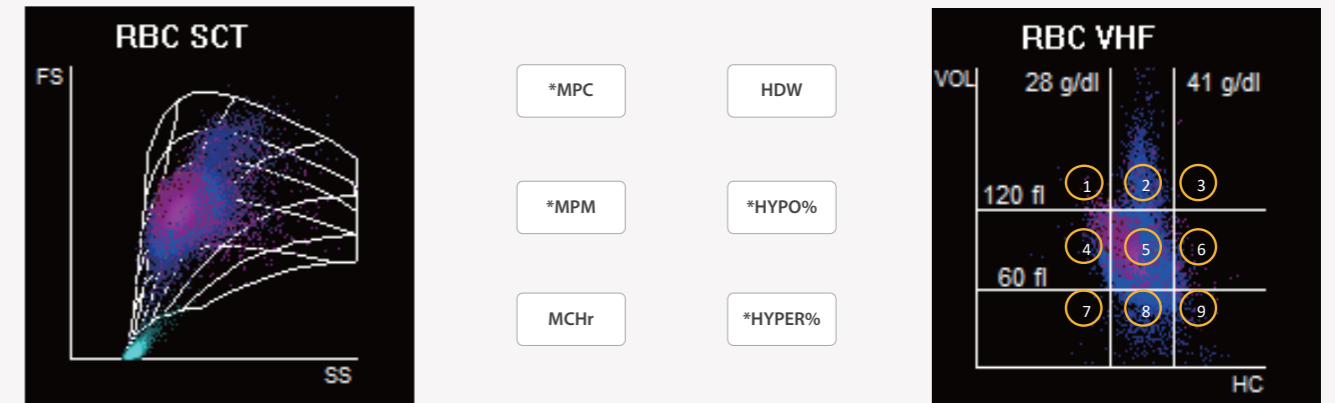 RBC SCT
FS
SS
*MPC
HDW
*MPM
*HYPO%
MCHr
*HYPER%
RBC VHF
VOL
28 g/dl
41 g/dl
1
2
3
120 fl
4
5
6
60 fl
7
8
9
HC